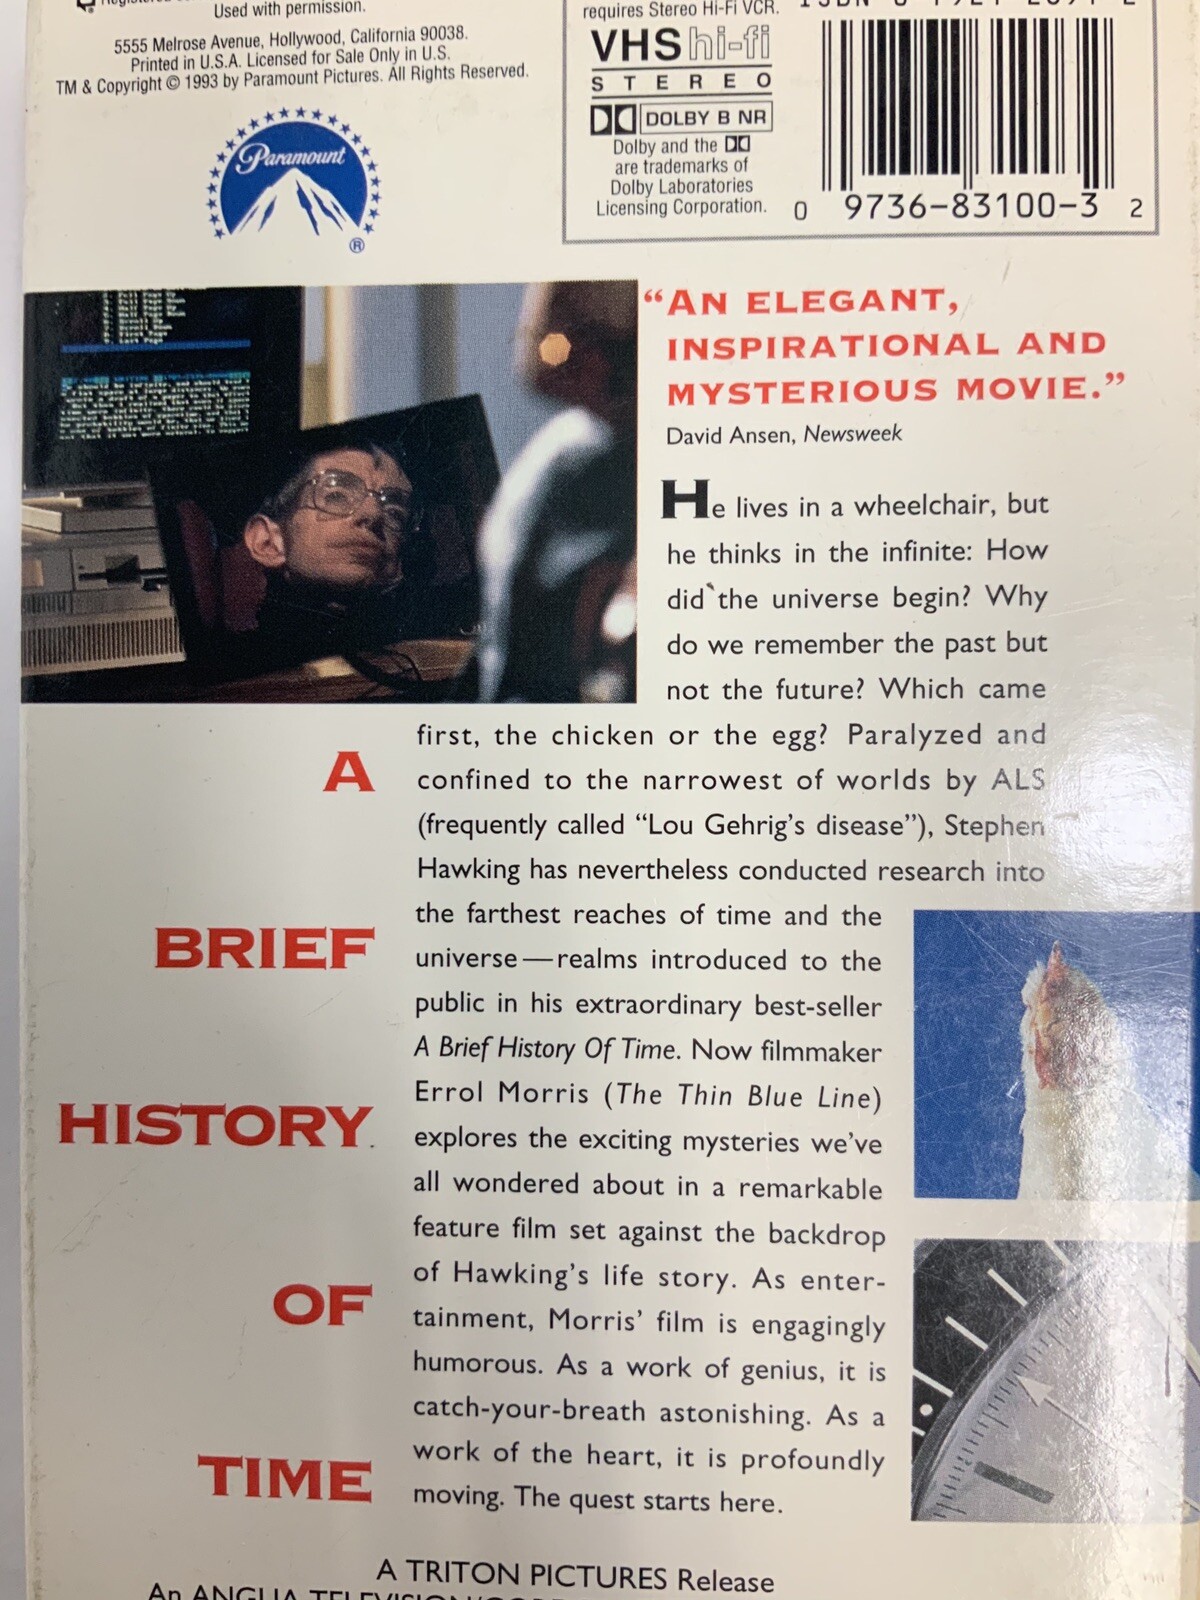 Used with permission.
5555 Melrose Avenue, Hollywood, California 90038.
Printed in U.S.A. Licensed for Sale Only in U.S.
TM & Copyright © 1993 by Paramount Pictures. All Rights Reserved.
Paramount
®
requires Stereo Hi-Fi VCR.
VHS hi-fi
STEREO
DOLBY B NR
Dolby and the
are trademarks of
Dolby Laboratories
Licensing Corporation.
0 9736-83100-3 2
“AN ELEGANT,
INSPIRATIONAL AND
MYSTERIOUS MOVIE.”
David Ansen, Newsweek
He lives in a wheelchair, but
he thinks in the infinite: How
did the universe begin? Why
do we remember the past but
not the future? Which came
first, the chicken or the egg? Paralyzed and
confined to the narrowest of worlds by ALS
(frequently called “Lou Gehrig’s disease”), Stephen
Hawking has nevertheless conducted research into
the farthest reaches of time and the
universe—realms introduced to the
public in his extraordinary best-seller
A Brief History Of Time. Now filmmaker
Errol Morris (The Thin Blue Line)
explores the exciting mysteries we’ve
all wondered about in a remarkable
feature film set against the backdrop
of Hawking’s life story. As enter-
tainment, Morris’ film is engagingly
humorous. As a work of genius, it is
catch-your-breath astonishing. As a
work of the heart, it is profoundly
moving. The quest starts here.
A
BRIEF
HISTORY
OF
TIME
A TRITON PICTURES Release
An ANGLIA TELEVISION